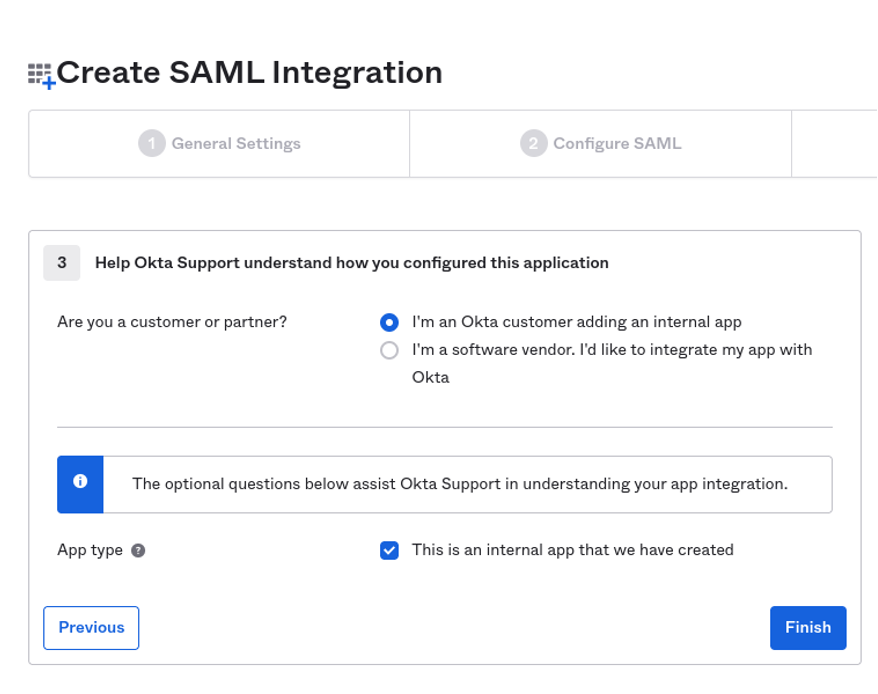 Create SAML Integration
1 General Settings
2 Configure SAML
3 Help Okta Support understand how you configured this application
Are you a customer or partner?
I'm an Okta customer adding an internal app
I'm a software vendor. I'd like to integrate my app with
Okta
The optional questions below assist Okta Support in understanding your app integration.
App type ?
This is an internal app that we have created
Previous
Finish